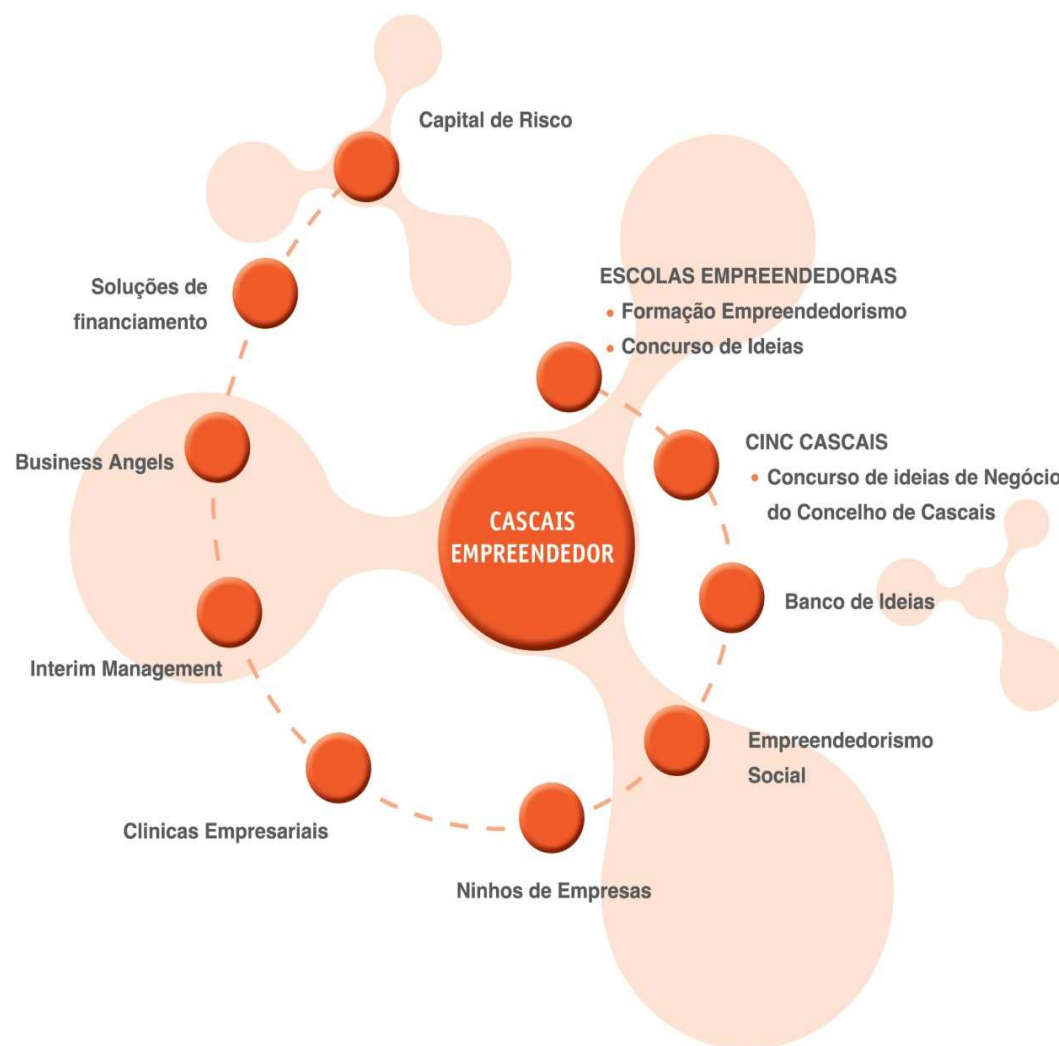 Capital de Risco
Soluções de
financiamento
Business Angels
Interim Management
Clinicas Empresariais
Ninhos de Empresas
Empreendedorismo
Social
Banco de Ideias
CINC CASCAIS
• Concurso de ideias de Negócio
do Concelho de Cascais
ESCOLAS EMPREENDEDORAS
• Formação Empreendedorismo
• Concurso de Ideias
CASCAIS
EMPREENDEDOR